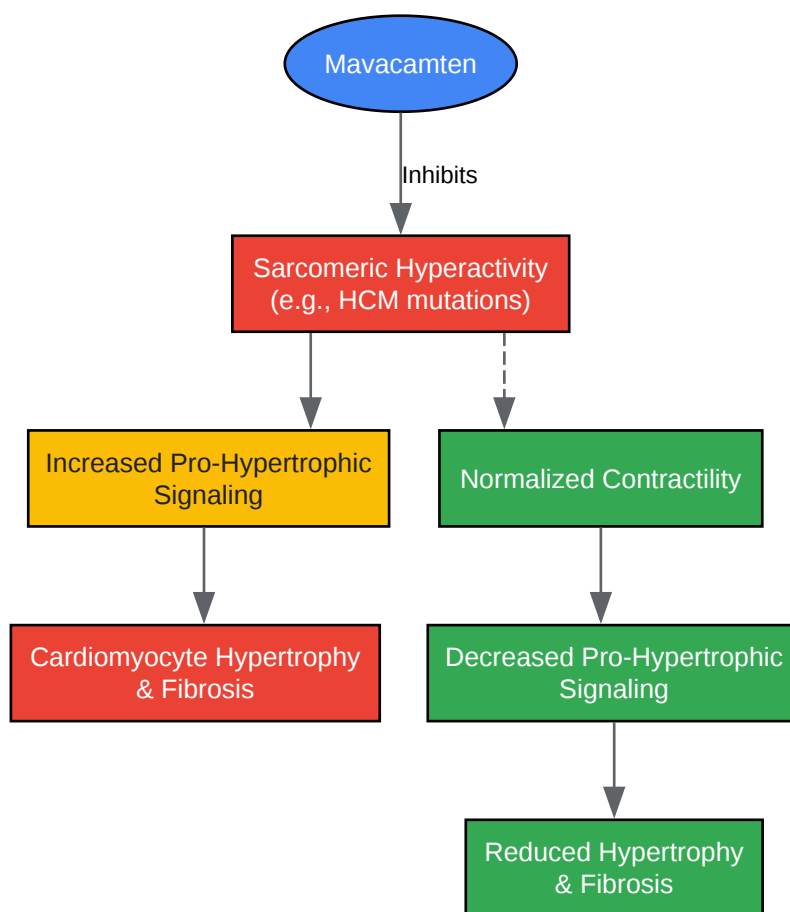 Mavacamten
Inhibits
Sarcomeric Hyperactivity
(e.g., HCM mutations)
Increased Pro-Hypertrophic
Signaling
Normalized Contractility
Cardiomyocyte Hypertrophy
& Fibrosis
Decreased Pro-Hypertrophic
Signaling
Reduced Hypertrophy
& Fibrosis